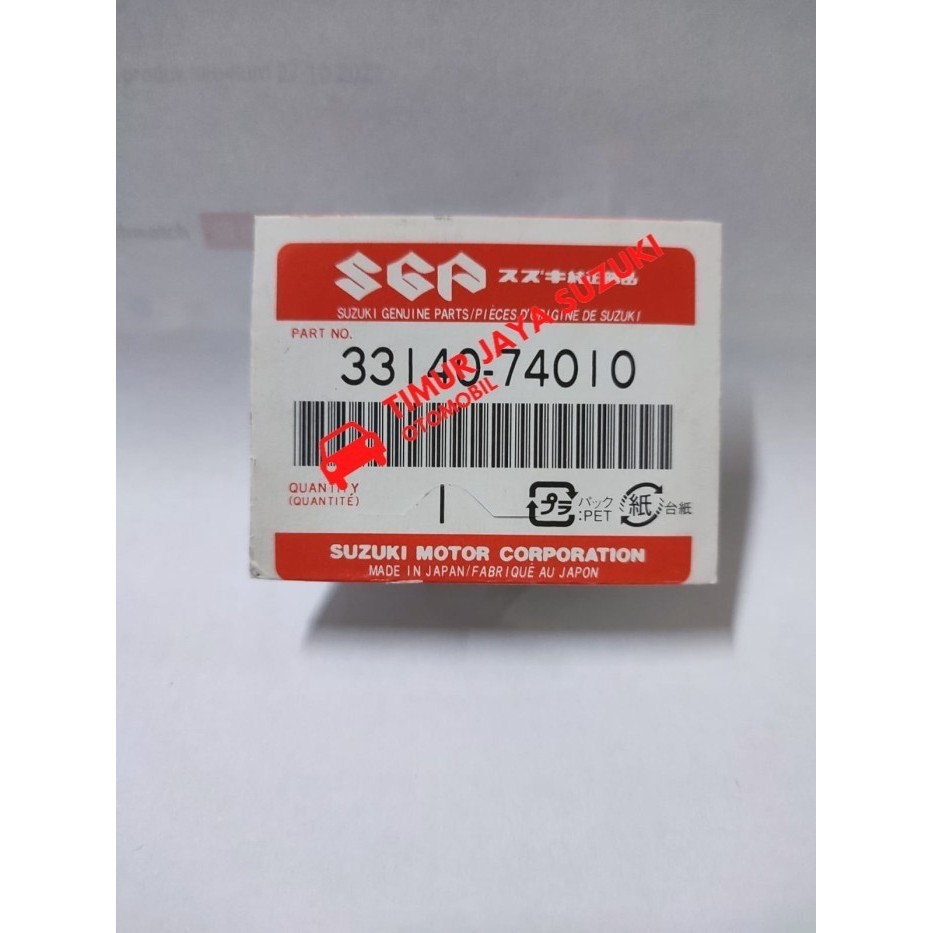 SGP スズキ純正部品
SUZUKI GENUINE PARTS/PIÈCES D'ORIGINE DE SUZUKI
PART NO.
33140-74010
TIMUR JAYA SUZUKI
OTOMOBIL
QUANTITY
(QUANTITÉ)
1
プラ
パック
:PET
紙
台紙
SUZUKI MOTOR CORPORATION
MADE IN JAPAN/FABRIQUÉ AU JAPON